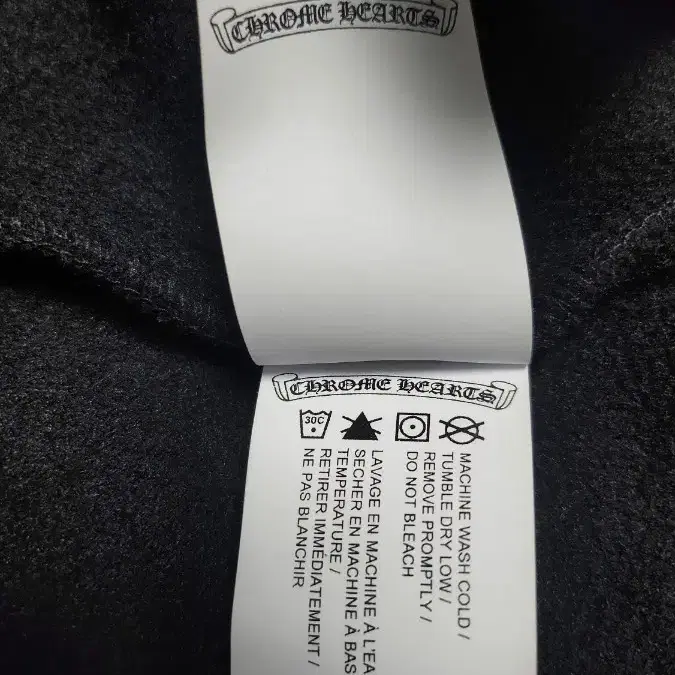 CHROME HEARTS
CHROME HEARTS
30C
MACHINE WASH COLD /
TUMBLE DRY LOW /
REMOVE PROMPTLY /
DO NOT BLEACH
LAVAGE EN MACHINE À L'EA
SECHER EN MACHINE À BAS
TEMPERATURE /
RETIRER IMMÉDIATEMENT /
NE PAS BLANCHIR